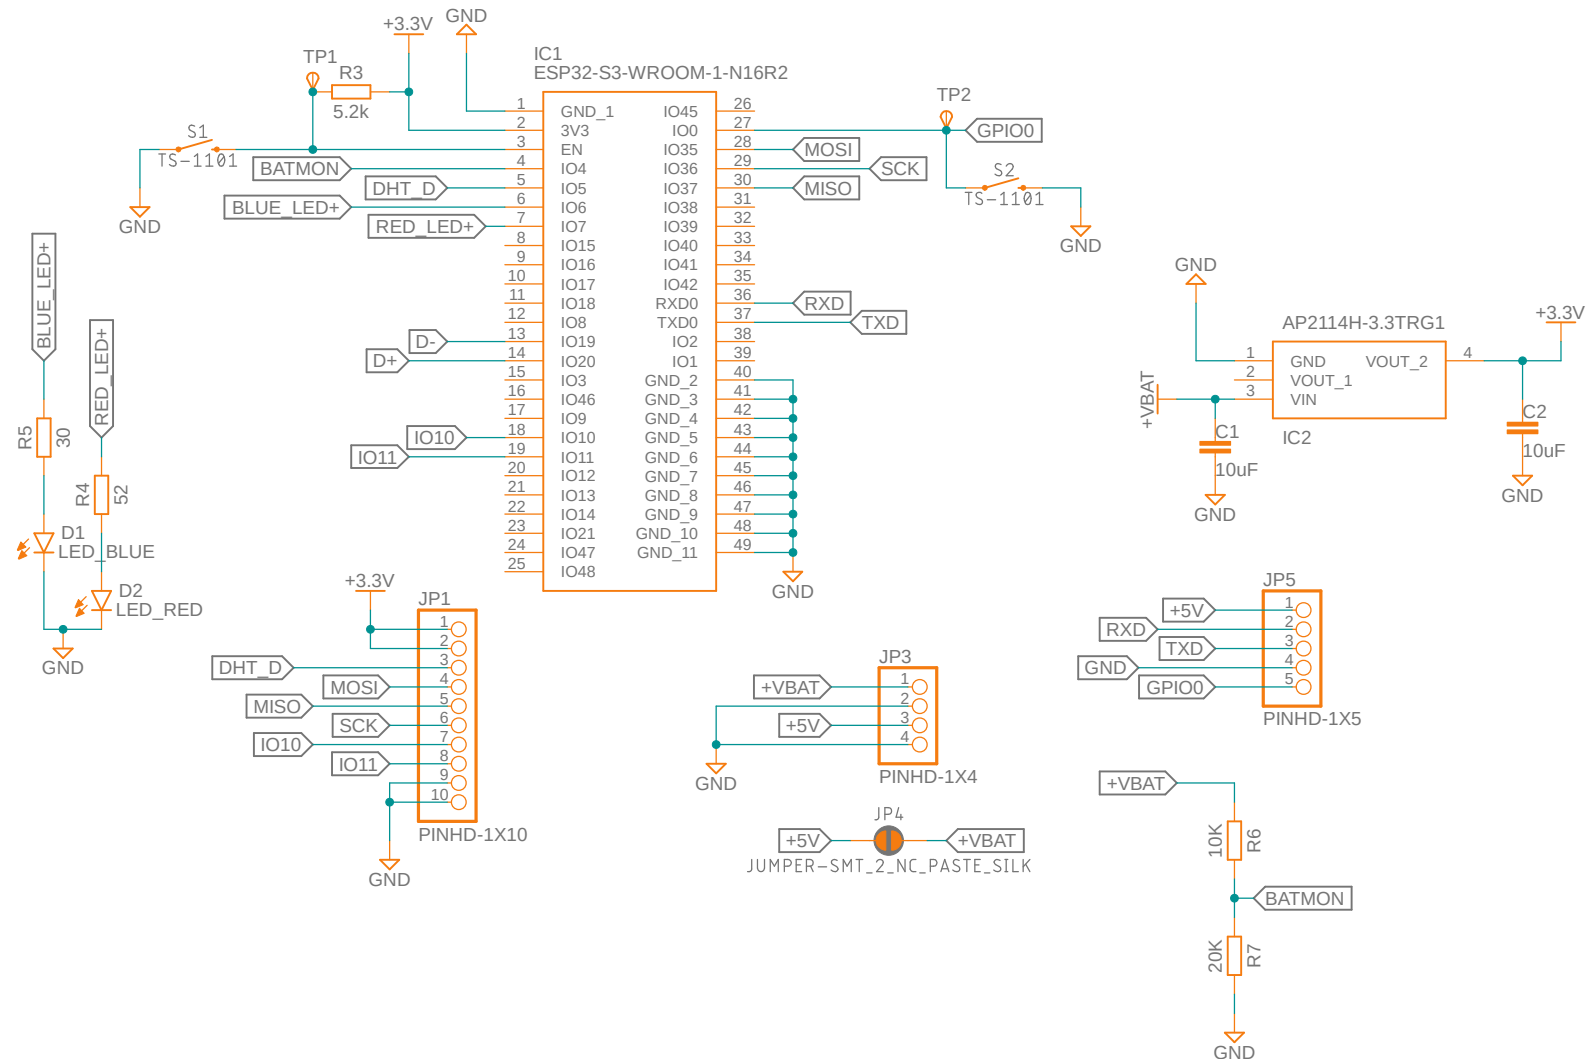 +3.3V
GND
TP1
R3
5.2k
S1
TS-1101
GND
BATMON
DHT_D
BLUE_LED+
RED_LED+
D-
D+
IO10
IO11
IC1
ESP32-S3-WROOM-1-N16R2
1 GND_1
2 3V3
3 EN
4 IO4
5 IO5
6 IO6
7 IO7
8 IO15
9 IO16
10 IO17
11 IO18
12 IO8
13 IO19
14 IO20
15 IO3
16 IO46
17 IO9
18 IO10
19 IO11
20 IO12
21 IO13
22 IO14
23 IO21
24 IO47
25 IO48
IO45 26
IO0 27
IO35 28
IO36 29
IO37 30
IO38 31
IO39 32
IO40 33
IO41 34
IO42 35
RXD0 36
TXD0 37
IO2 38
IO1 39
GND_2 40
GND_3 41
GND_4 42
GND_5 43
GND_6 44
GND_7 45
GND_8 46
GND_9 47
GND_10 48
GND_11 49
GND
TP2
GPIO0
MOSI
SCK
MISO
S2
TS-1101
GND
RXD
TXD
BLUE_LED+
RED_LED+
R5
30
R4
52
D1
LED_BLUE
D2
LED_RED
GND
GND
AP2114H-3.3TRG1
1 GND
2 VOUT_1
3 VIN
VOUT_2 4
IC2
+3.3V
+VBAT
C1
10uF
GND
C2
10uF
GND
+3.3V
JP1
1
2
DHT_D 3
MOSI 4
MISO 5
SCK 6
IO10 7
IO11 8
9
10
PINHD-1X10
GND
JP3
+VBAT 1
2
+5V 3
4
GND
PINHD-1X4
JP4
+5V
+VBAT
JUMPER-SMT_2_NC_PASTE_SILK
JP5
+5V 1
RXD 2
TXD 3
GND 4
GPIO0 5
PINHD-1X5
+VBAT
10K
R6
BATMON
20K
R7
GND